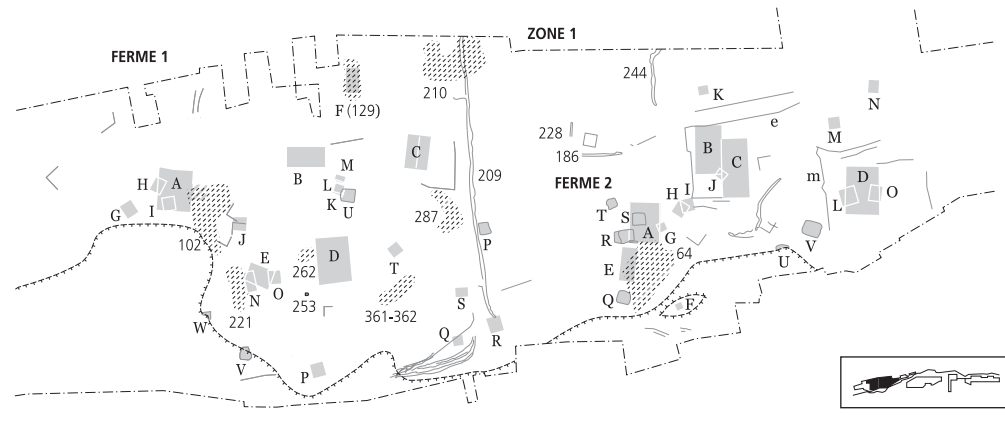 ZONE 1
FERME 1
244
K
N
210
F (129)
e
M
228
B
C
186
C
B
M
209
m
D
H
A
L
FERME 2
J
L
O
K
U
H
I
G
I
287
T
S
P
R
A
G
V
J
102
64
E
U
E
D
262
T
Q
F
N
O
S
253
221
361-362
W
R
Q
V
P